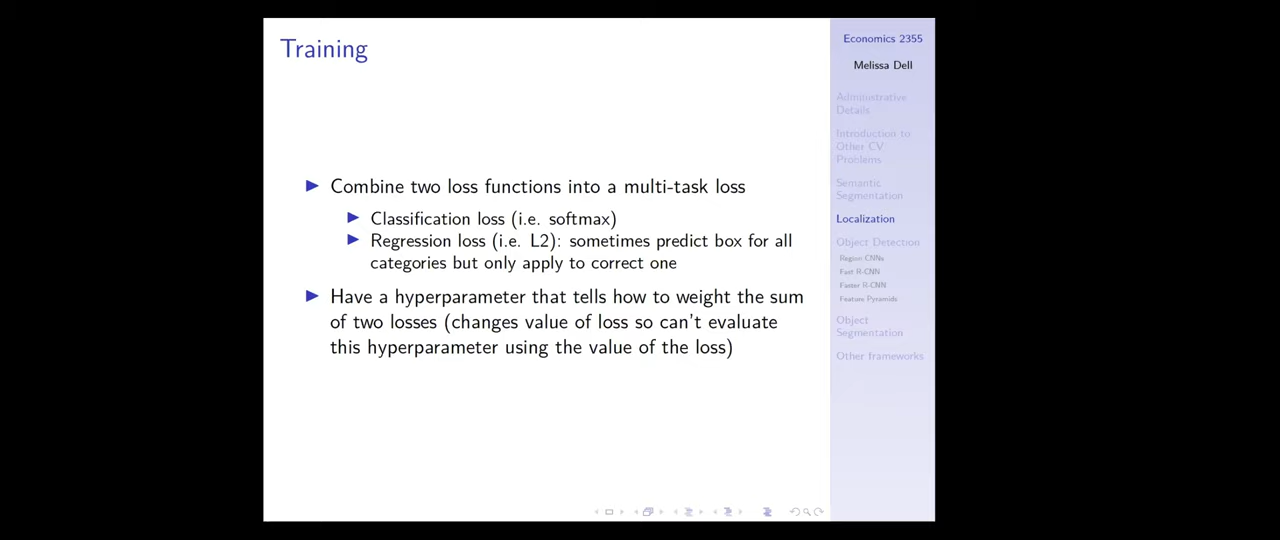 Training
Combine two loss functions into a multi-task loss
Classification loss (i.e. softmax)
Regression loss (i.e. L2): sometimes predict box for all
categories but only apply to correct one
Have a hyperparameter that tells how to weight the sum
of two losses (changes value of loss so can't evaluate
this hyperparameter using the value of the loss)
Economics 2355
Melissa Dell
Administrative
Details
Introduction to
Other CV
Problems
Semantic
Segmentation
Localization
Object Detection
Region CNNs
Fast R-CNN
Faster R-CNN
Feature Pyramids
Object
Segmentation
Other frameworks